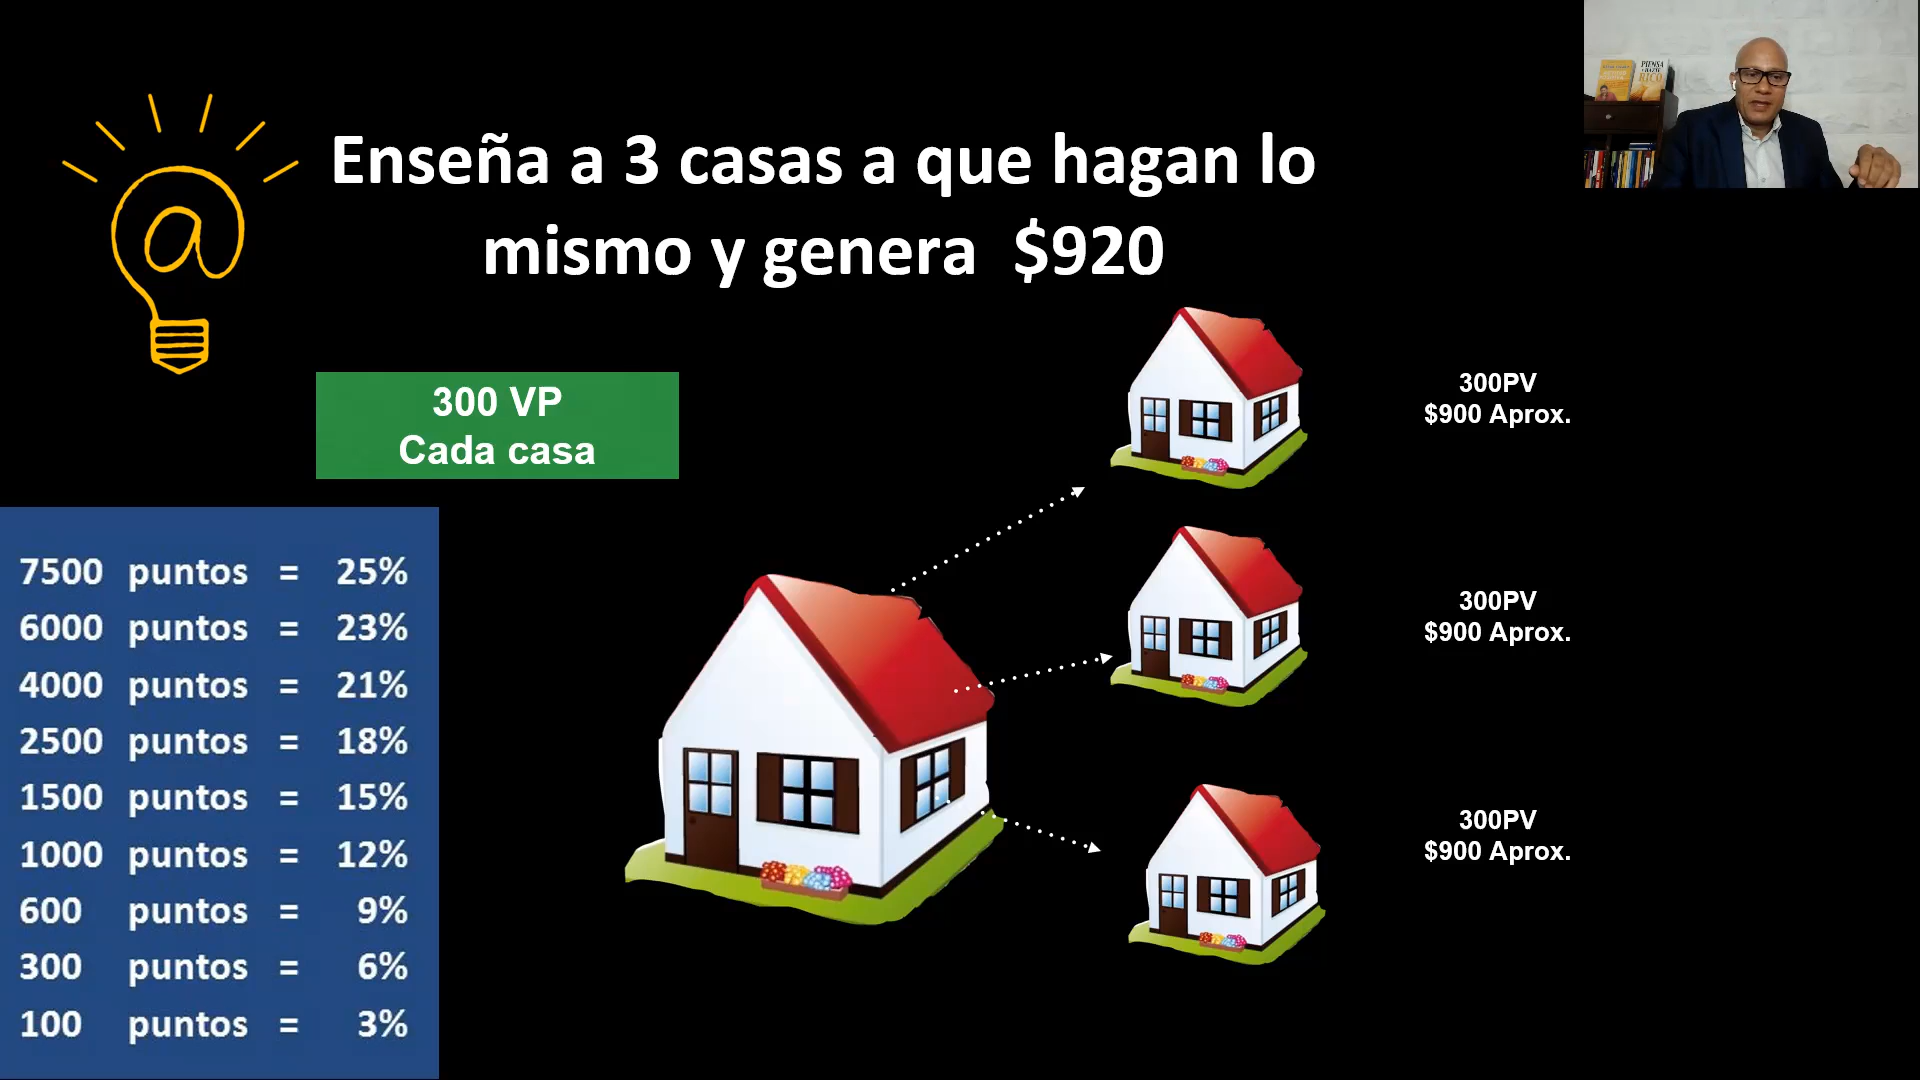 Enseña a 3 casas a que hagan lo
mismo y genera $920
300 VP
Cada casa
7500 puntos = 25%
6000 puntos = 23%
4000 puntos = 21%
2500 puntos = 18%
1500 puntos = 15%
1000 puntos = 12%
600 puntos = 9%
300 puntos = 6%
100 puntos = 3%
300PV
$900 Aprox.
300PV
$900 Aprox.
300PV
$900 Aprox.
PIENSA
RICO